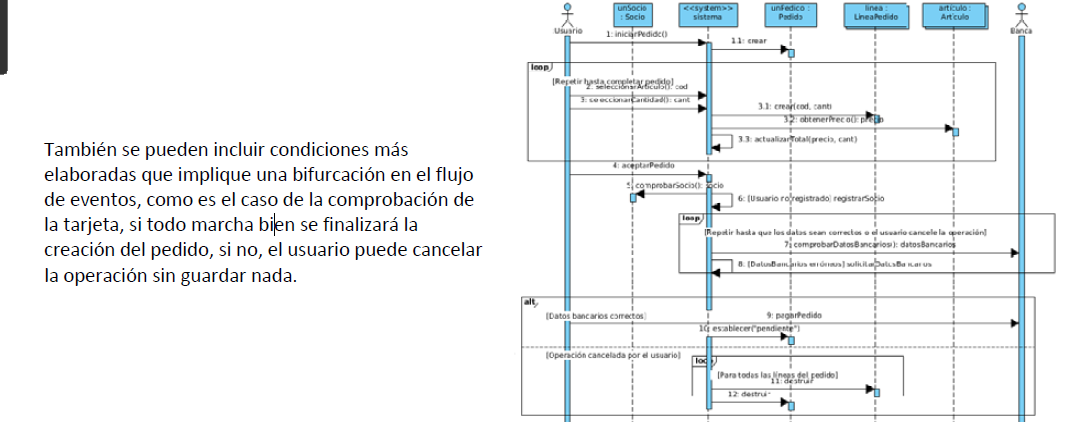 También se pueden incluir condiciones más
elaboradas que implique una bifurcación en el flujo
de eventos, como es el caso de la comprobación de
la tarjeta, si todo marcha bien se finalizará la
creación del pedido, si no, el usuario puede cancelar
la operación sin guardar nada.
unSocio
: Socio
<<system>>
sistema
unPedido :
Pedido
linea :
LineaPedido
artículo :
Artículo
Usuario
Banca
1: iniciarPedido()
1.1: crear
loop
[Repetir hasta completar pedido]
2: seleccionarArticulo(): cod
3: seleccionarCantidad(): cant
3.1: crear(cod, cant)
3.2: obtenerPrecio(): precio
3.3: actualizarTotal(precio, cant)
4: aceptarPedido
5: comprobarSocio(): socio
6: [Usuario no registrado] registrarSocio
loop
[Repetir hasta que los datos sean correctos o el usuario cancele la operación]
7: comprobarDatosBancarios(): datosBancarios
8: [DatosBancarios erróneos] solicitaDatosBancarios
alt
[Datos bancarios correctos]
9: pagarPedido
10: establecer("pendiente")
[Operación cancelada por el usuario]
loop
[Para todas las líneas del pedido]
11: destruir
12: destruir